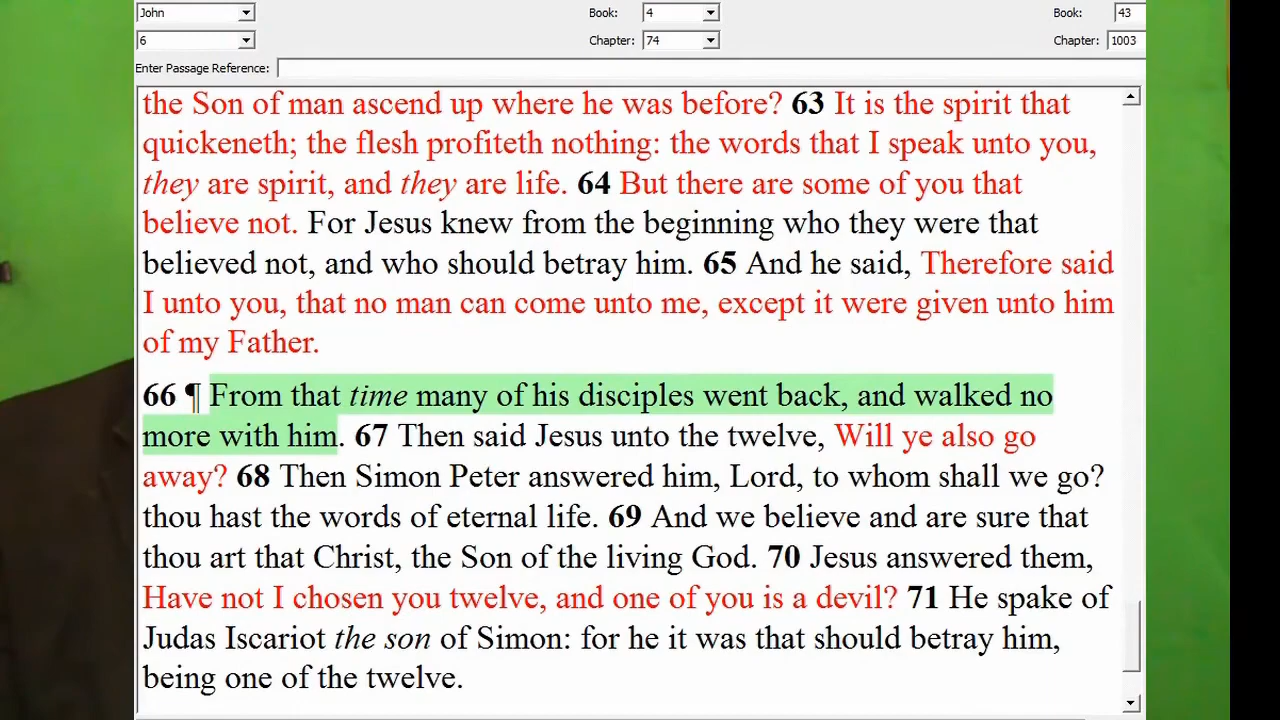 John Book: 4 Book: 43
6 Chapter: 74 Chapter: 1003
Enter Passage Reference:
the Son of man ascend up where he was before? 63 It is the spirit that
quickeneth; the flesh profiteth nothing: the words that I speak unto you,
they are spirit, and they are life. 64 But there are some of you that
believe not. For Jesus knew from the beginning who they were that
believed not, and who should betray him. 65 And he said, Therefore said
I unto you, that no man can come unto me, except it were given unto him
of my Father.
66 ¶ From that time many of his disciples went back, and walked no
more with him. 67 Then said Jesus unto the twelve, Will ye also go
away? 68 Then Simon Peter answered him, Lord, to whom shall we go?
thou hast the words of eternal life. 69 And we believe and are sure that
thou art that Christ, the Son of the living God. 70 Jesus answered them,
Have not I chosen you twelve, and one of you is a devil? 71 He spake of
Judas Iscariot the son of Simon: for he it was that should betray him,
being one of the twelve.